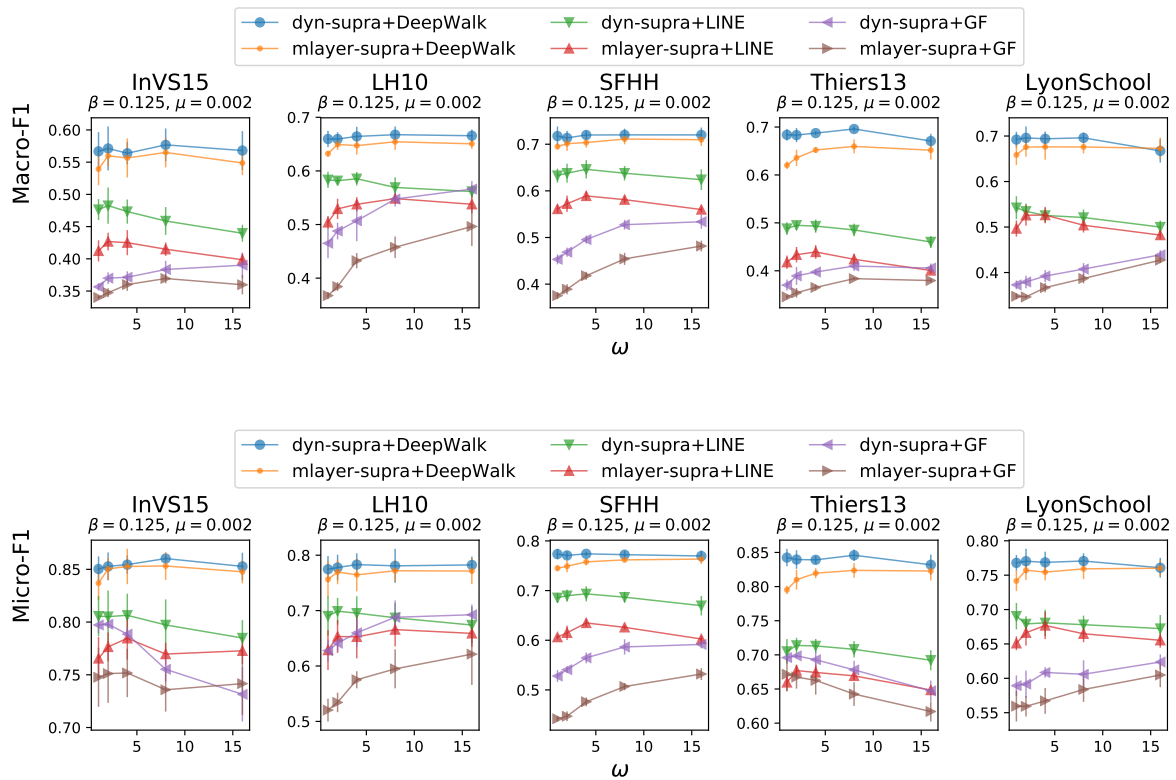 dyn-supra+DeepWalk dyn-supra+LINE dyn-supra+GF
mlayer-supra+DeepWalk mlayer-supra+LINE mlayer-supra+GF
InVS15 LH10 SFHH Thiers13 LyonSchool
β = 0.125, μ = 0.002 β = 0.125, μ = 0.002 β = 0.125, μ = 0.002 β = 0.125, μ = 0.002 β = 0.125, μ = 0.002
Macro-F1
0.60
0.55
0.50
0.45
0.40
0.35
5 10 15
0.7
0.6
0.5
0.4
5 10 15
0.7
0.6
0.5
0.4
5 10 15
0.7
0.6
0.5
0.4
5 10 15
0.7
0.6
0.5
0.4
5 10 15
ω
dyn-supra+DeepWalk dyn-supra+LINE dyn-supra+GF
mlayer-supra+DeepWalk mlayer-supra+LINE mlayer-supra+GF
InVS15 LH10 SFHH Thiers13 LyonSchool
β = 0.125, μ = 0.002 β = 0.125, μ = 0.002 β = 0.125, μ = 0.002 β = 0.125, μ = 0.002 β = 0.125, μ = 0.002
Micro-F1
0.85
0.80
0.75
0.70
5 10 15
0.8
0.7
0.6
0.5
5 10 15
0.8
0.7
0.6
0.5
5 10 15
0.85
0.80
0.75
0.70
0.65
0.60
5 10 15
0.80
0.75
0.70
0.65
0.60
0.55
5 10 15
ω